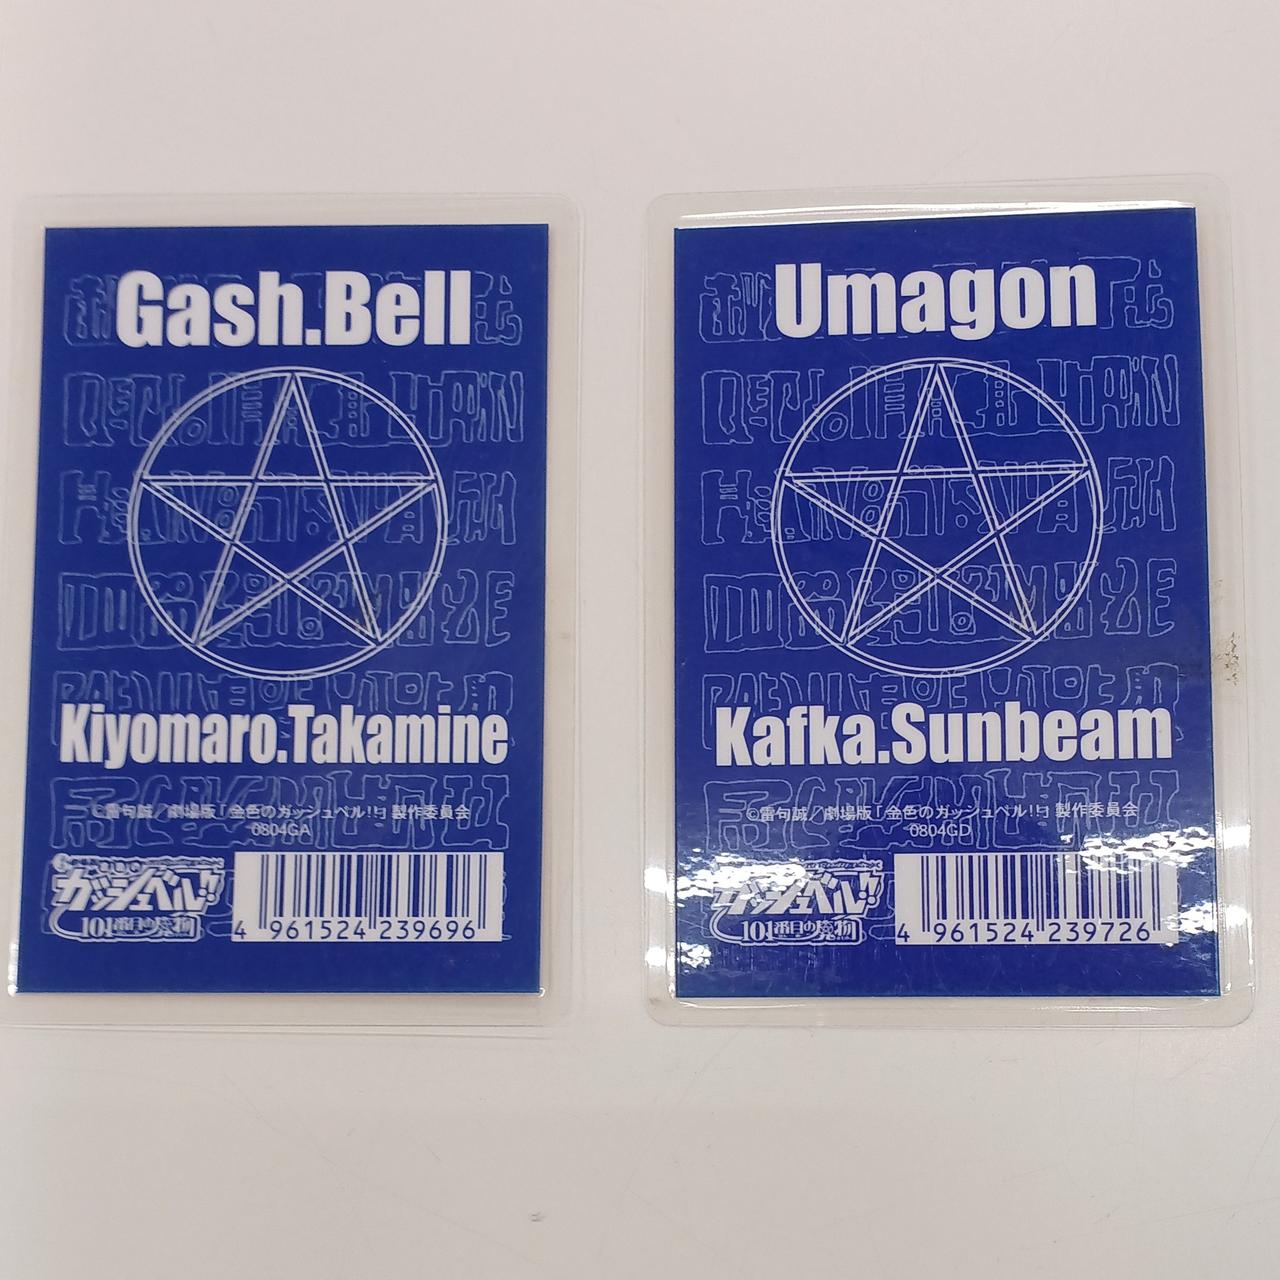 Gash.Bell
Kiyomaro.Takamine
©雷句誠/劇場版「金色のガッシュベル!!」製作委員会
0804GA
ガッシュベル!!
101番目の魔物
4 961524 239696
Umagon
Kafka.Sunbeam
©雷句誠/劇場版「金色のガッシュベル!!」製作委員会
0804GD
ガッシュベル!!
101番目の魔物
4 961524 239726